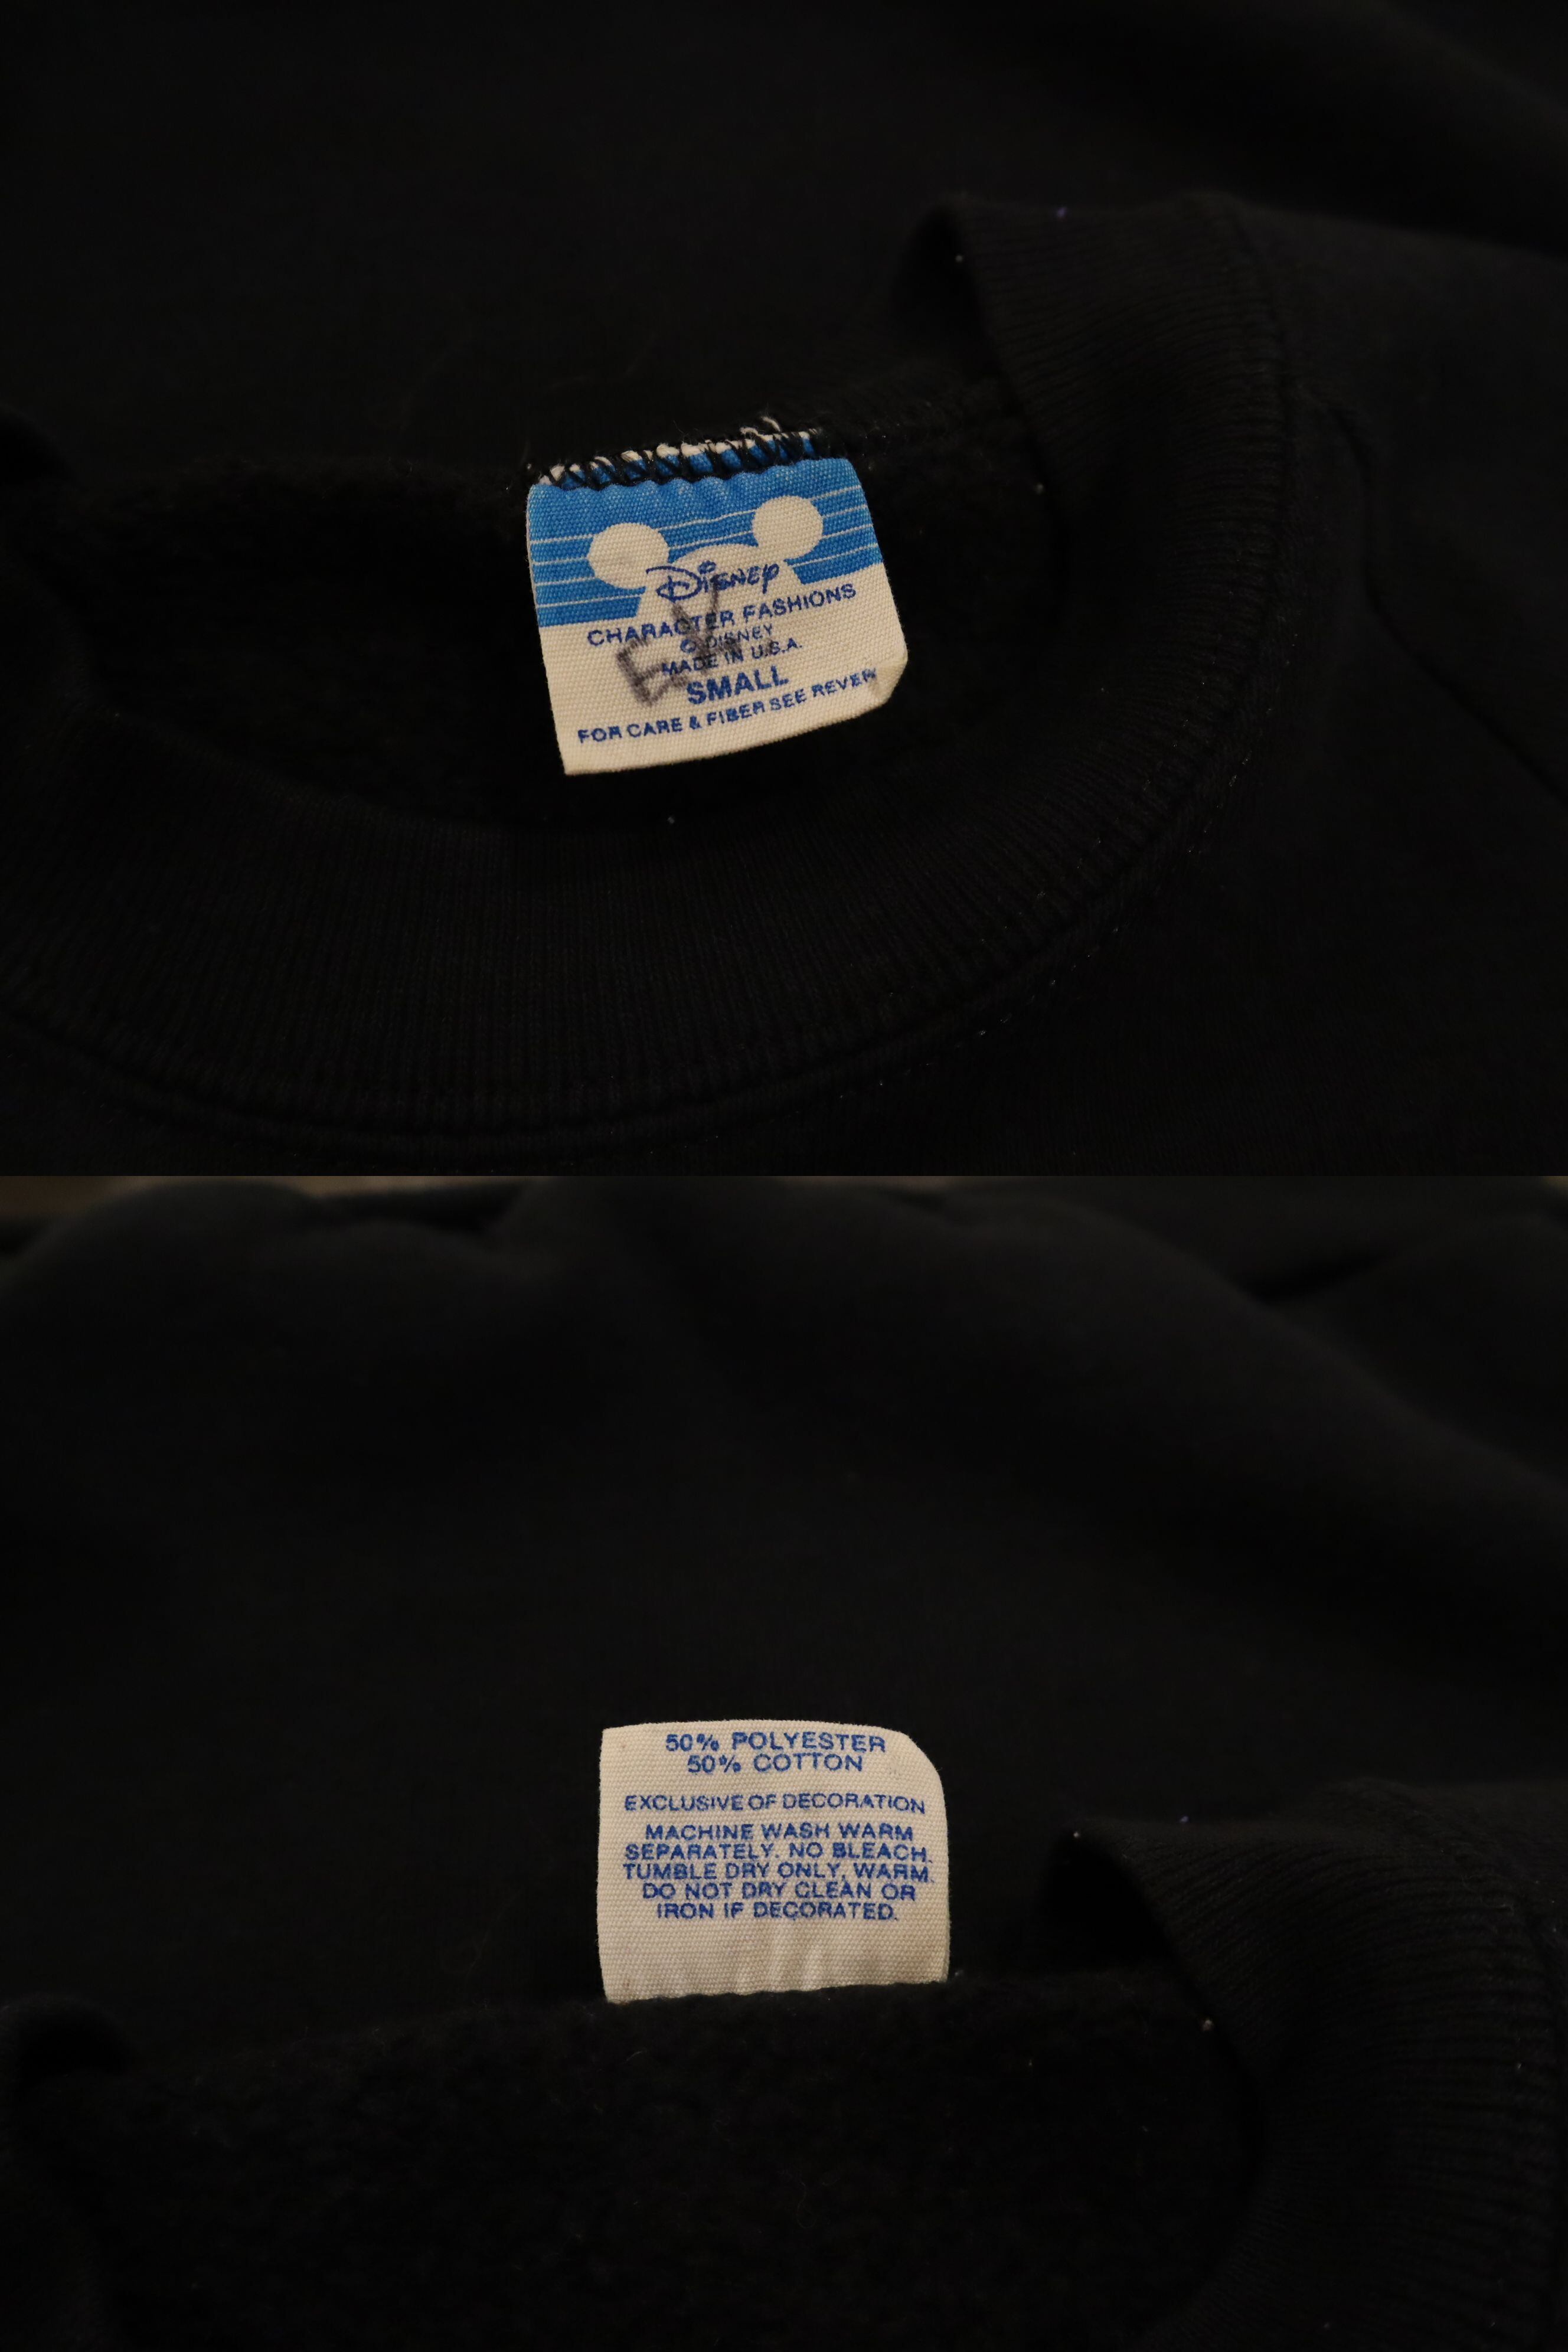 Disney
CHARACTER FASHIONS
© DISNEY
MADE IN U.S.A.
SMALL
FOR CARE & FIBER SEE REVER
50% POLYESTER
50% COTTON
EXCLUSIVE OF DECORATION
MACHINE WASH WARM
SEPARATELY. NO BLEACH.
TUMBLE DRY ONLY, WARM.
DO NOT DRY CLEAN OR
IRON IF DECORATED.